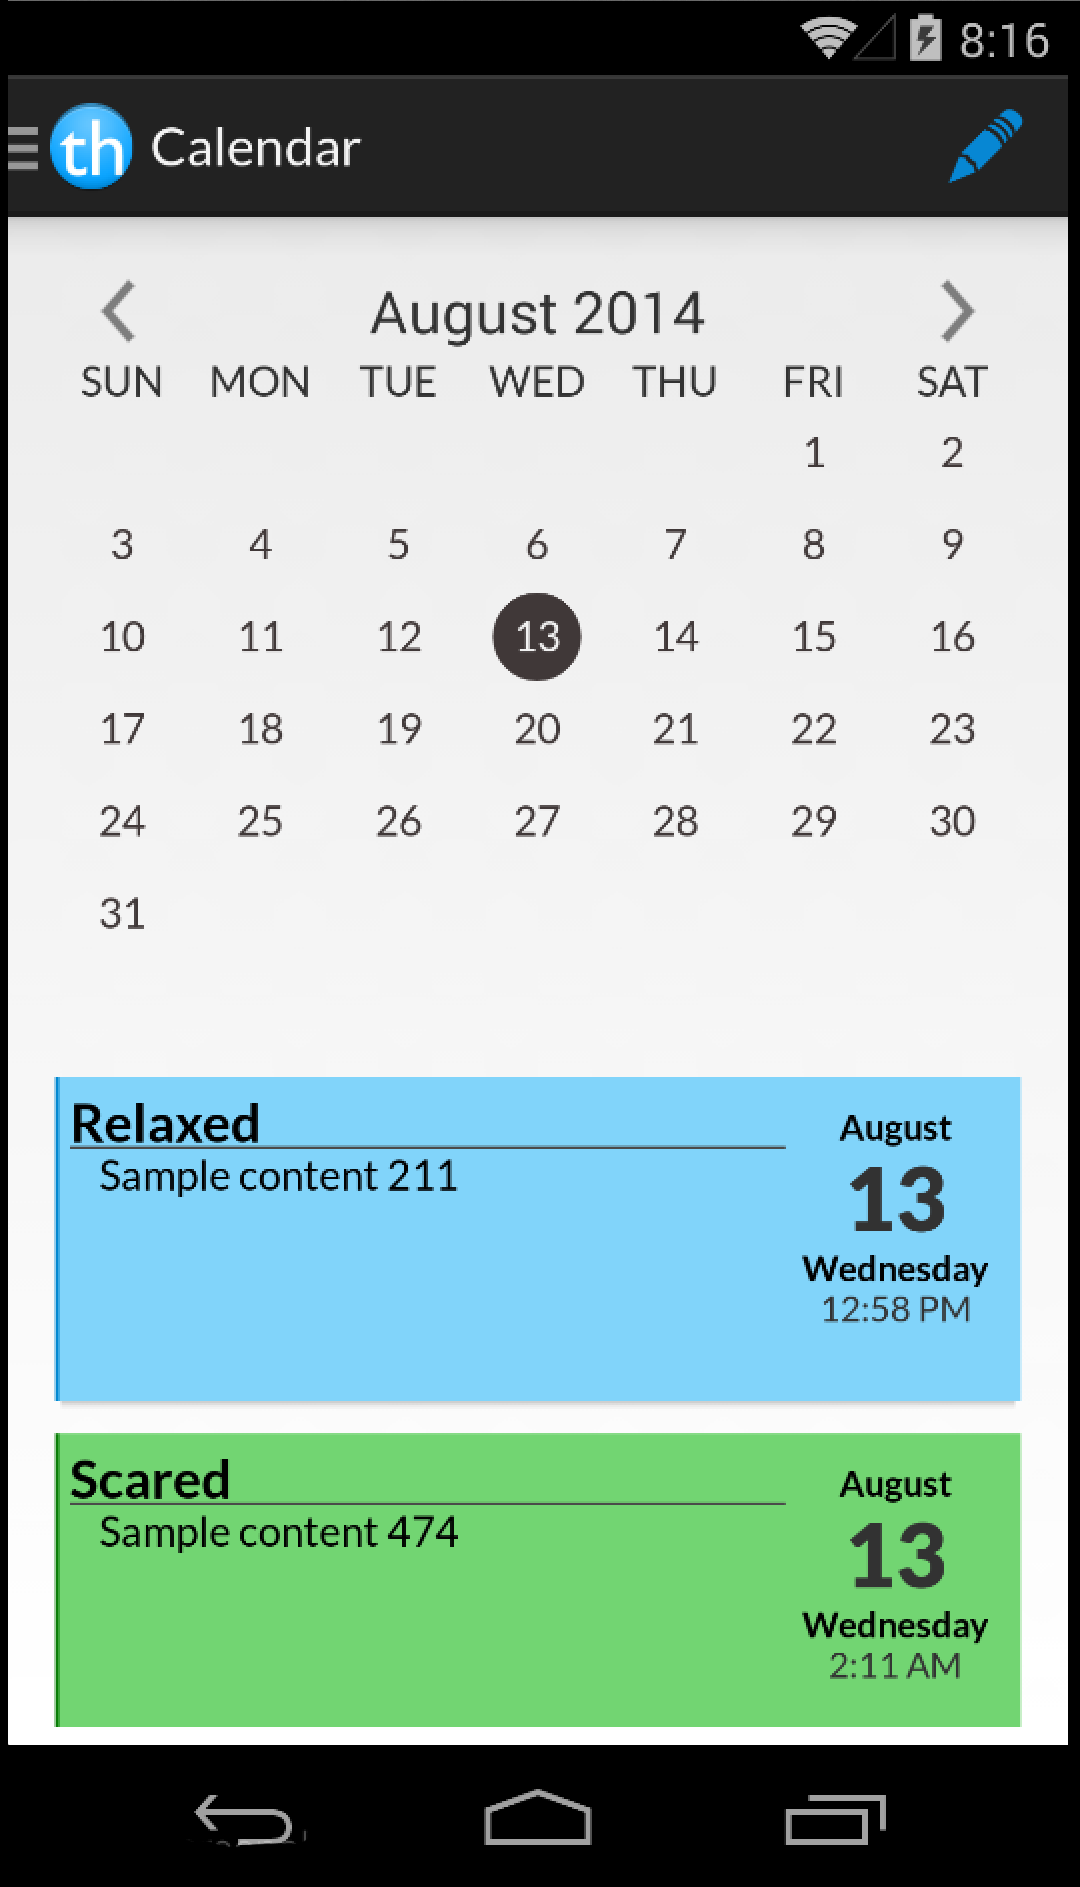 8:16
th Calendar
August 2014
SUN MON TUE WED THU FRI SAT
1 2
3 4 5 6 7 8 9
10 11 12 13 14 15 16
17 18 19 20 21 22 23
24 25 26 27 28 29 30
31
Relaxed
Sample content 211
August
13
Wednesday
12:58 PM
Scared
Sample content 474
August
13
Wednesday
2:11 AM